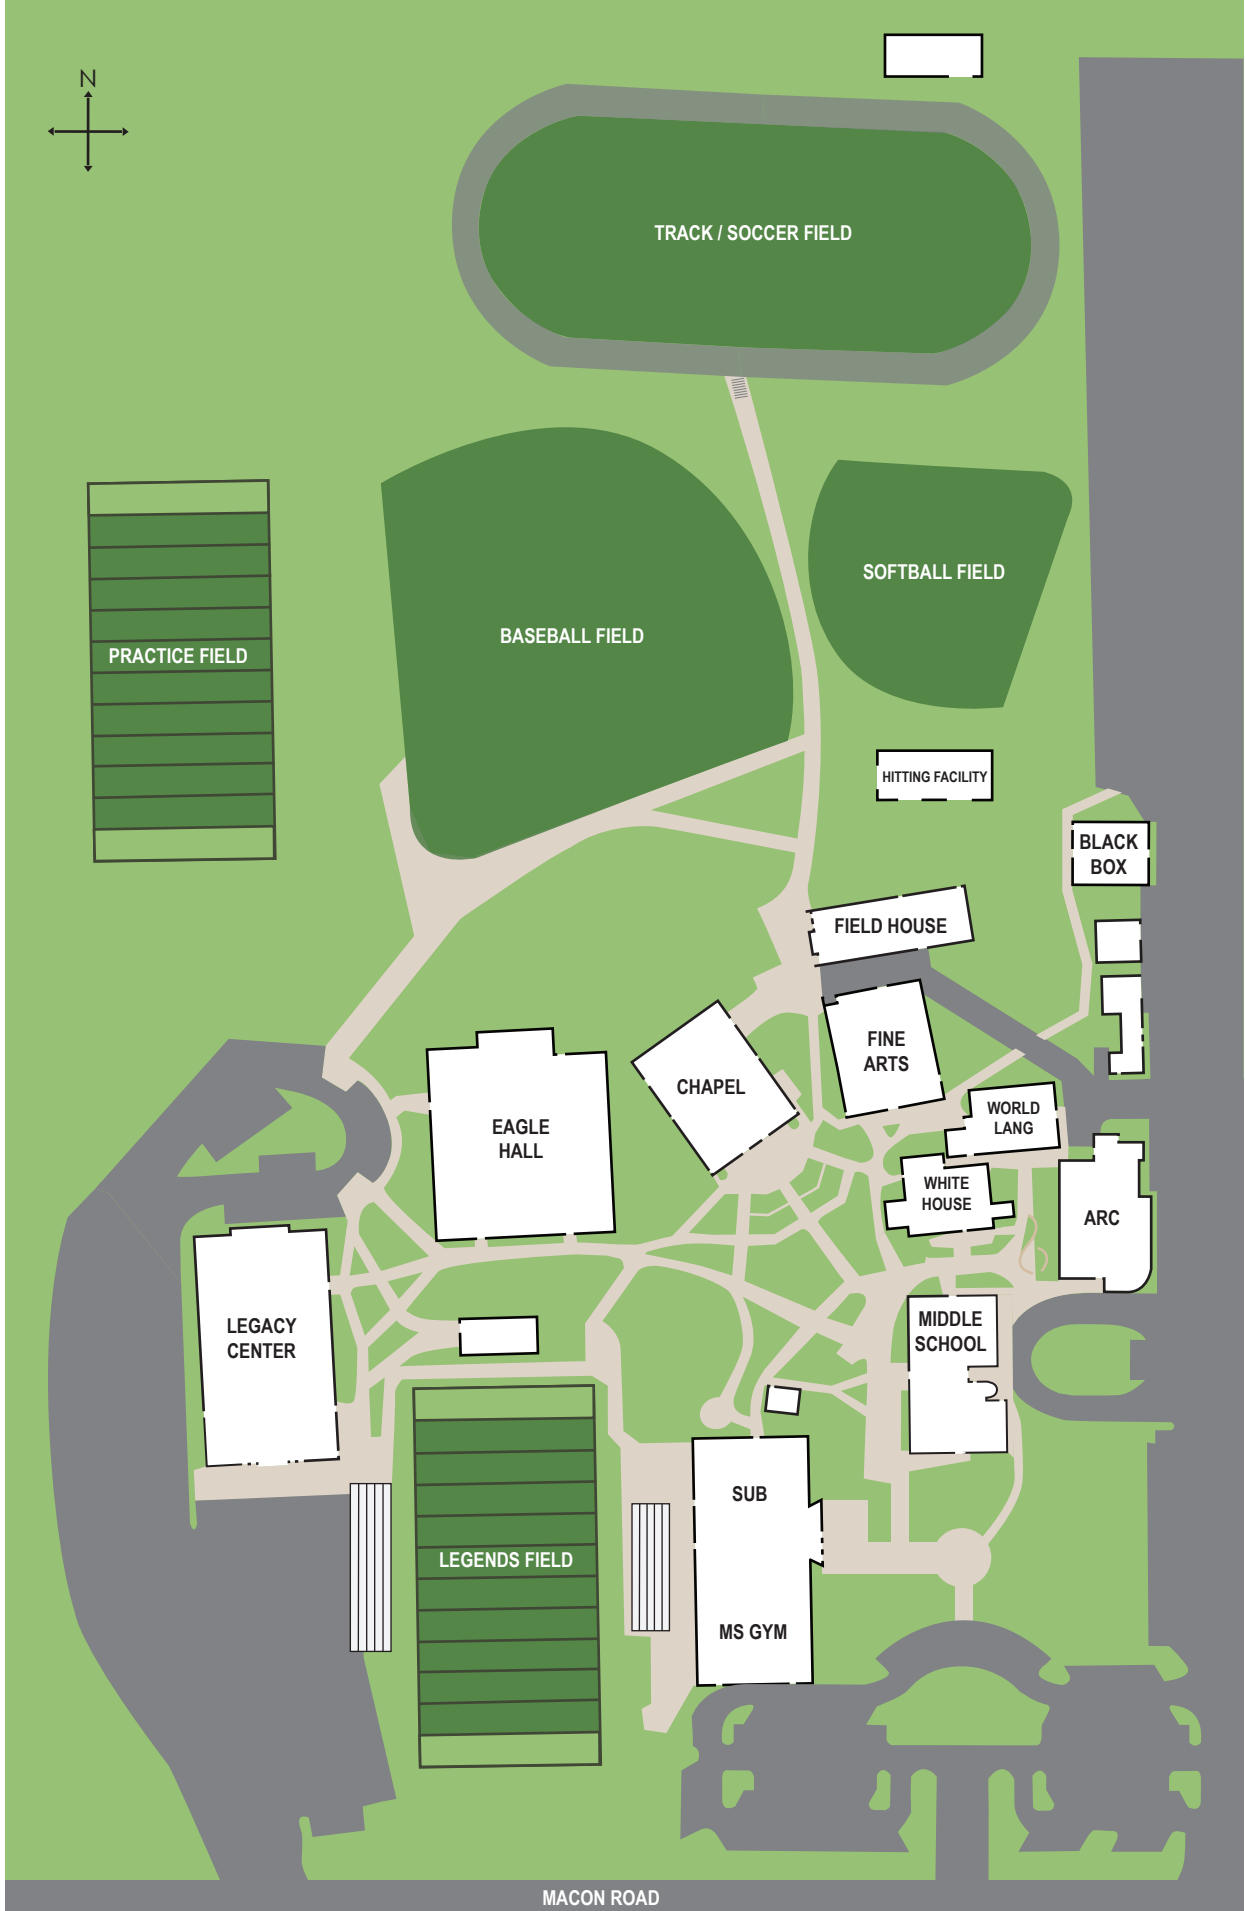 N
TRACK / SOCCER FIELD
SOFTBALL FIELD
BASEBALL FIELD
PRACTICE FIELD
HITTING FACILITY
BLACK
BOX
FIELD HOUSE
FINE
ARTS
CHAPEL
WORLD
LANG
EAGLE
HALL
WHITE
HOUSE
ARC
LEGACY
CENTER
MIDDLE
SCHOOL
SUB
LEGENDS FIELD
MS GYM
MACON ROAD